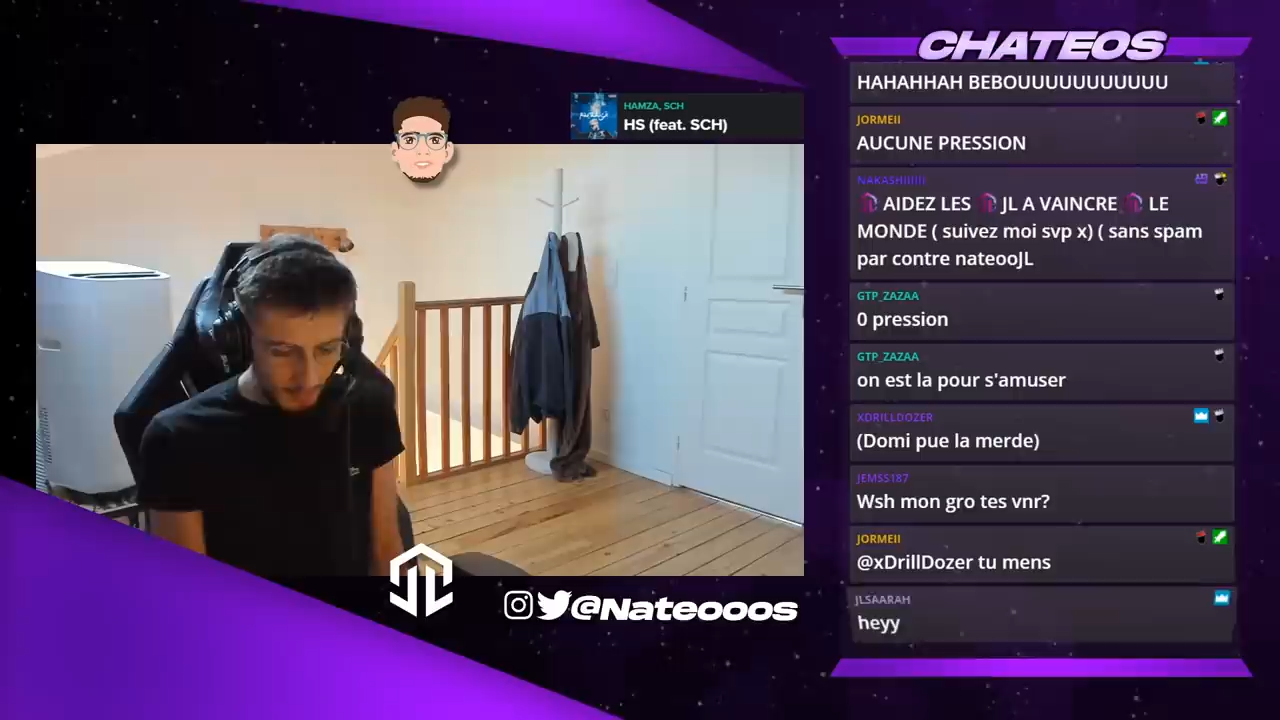 HAMZA, SCH
HS (feat. SCH)
@Nateooos
CHATEOS
HAHAHHAH BEBOUUUUUUUUUUU
JORMEII
AUCUNE PRESSION
NAKASHIIIIII
AIDEZ LES JL A VAINCRE LE
MONDE ( suivez moi svp x) ( sans spam
par contre nateooJL
GTP_ZAZAA
0 pression
GTP_ZAZAA
on est la pour s'amuser
XDRILLDOZER
(Domi pue la merde)
JEMSS187
Wsh mon gro tes vnr?
JORMEII
@xDrillDozer tu mens
JLSAARAH
heyy